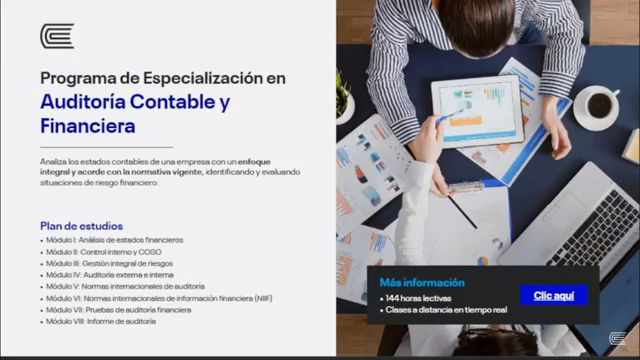 Programa de Especialización en
Auditoría Contable y
Financiera
Analiza los estados contables de una empresa con un enfoque
integral y acorde con la normativa vigente, identificando y evaluando
situaciones de riesgo financiero.
Plan de estudios
• Módulo I: Análisis de estados financieros
• Módulo II: Control interno y COSO
• Módulo III: Gestión integral de riesgos
• Módulo IV: Auditoría externa e interna
• Módulo V: Normas internacionales de auditoría
• Módulo VI: Normas internacionales de información financiera (NIIF)
• Módulo VII: Pruebas de auditoría financiera
• Módulo VIII: Informe de auditoría
Más información
• 144 horas lectivas
• Clases a distancia en tiempo real
Clic aquí